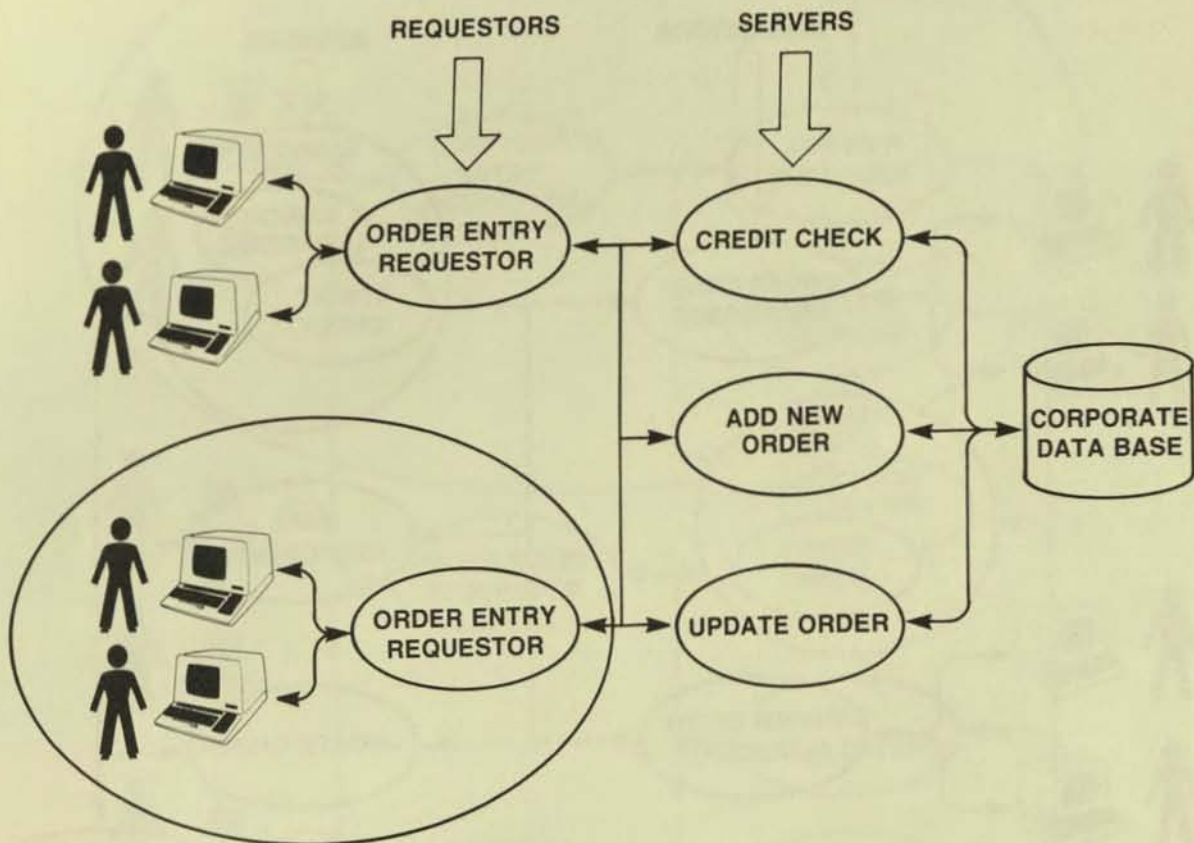 REQUESTORS
SERVERS
ORDER ENTRY
REQUESTOR
CREDIT CHECK
ADD NEW
ORDER
CORPORATE
DATA BASE
ORDER ENTRY
REQUESTOR
UPDATE ORDER